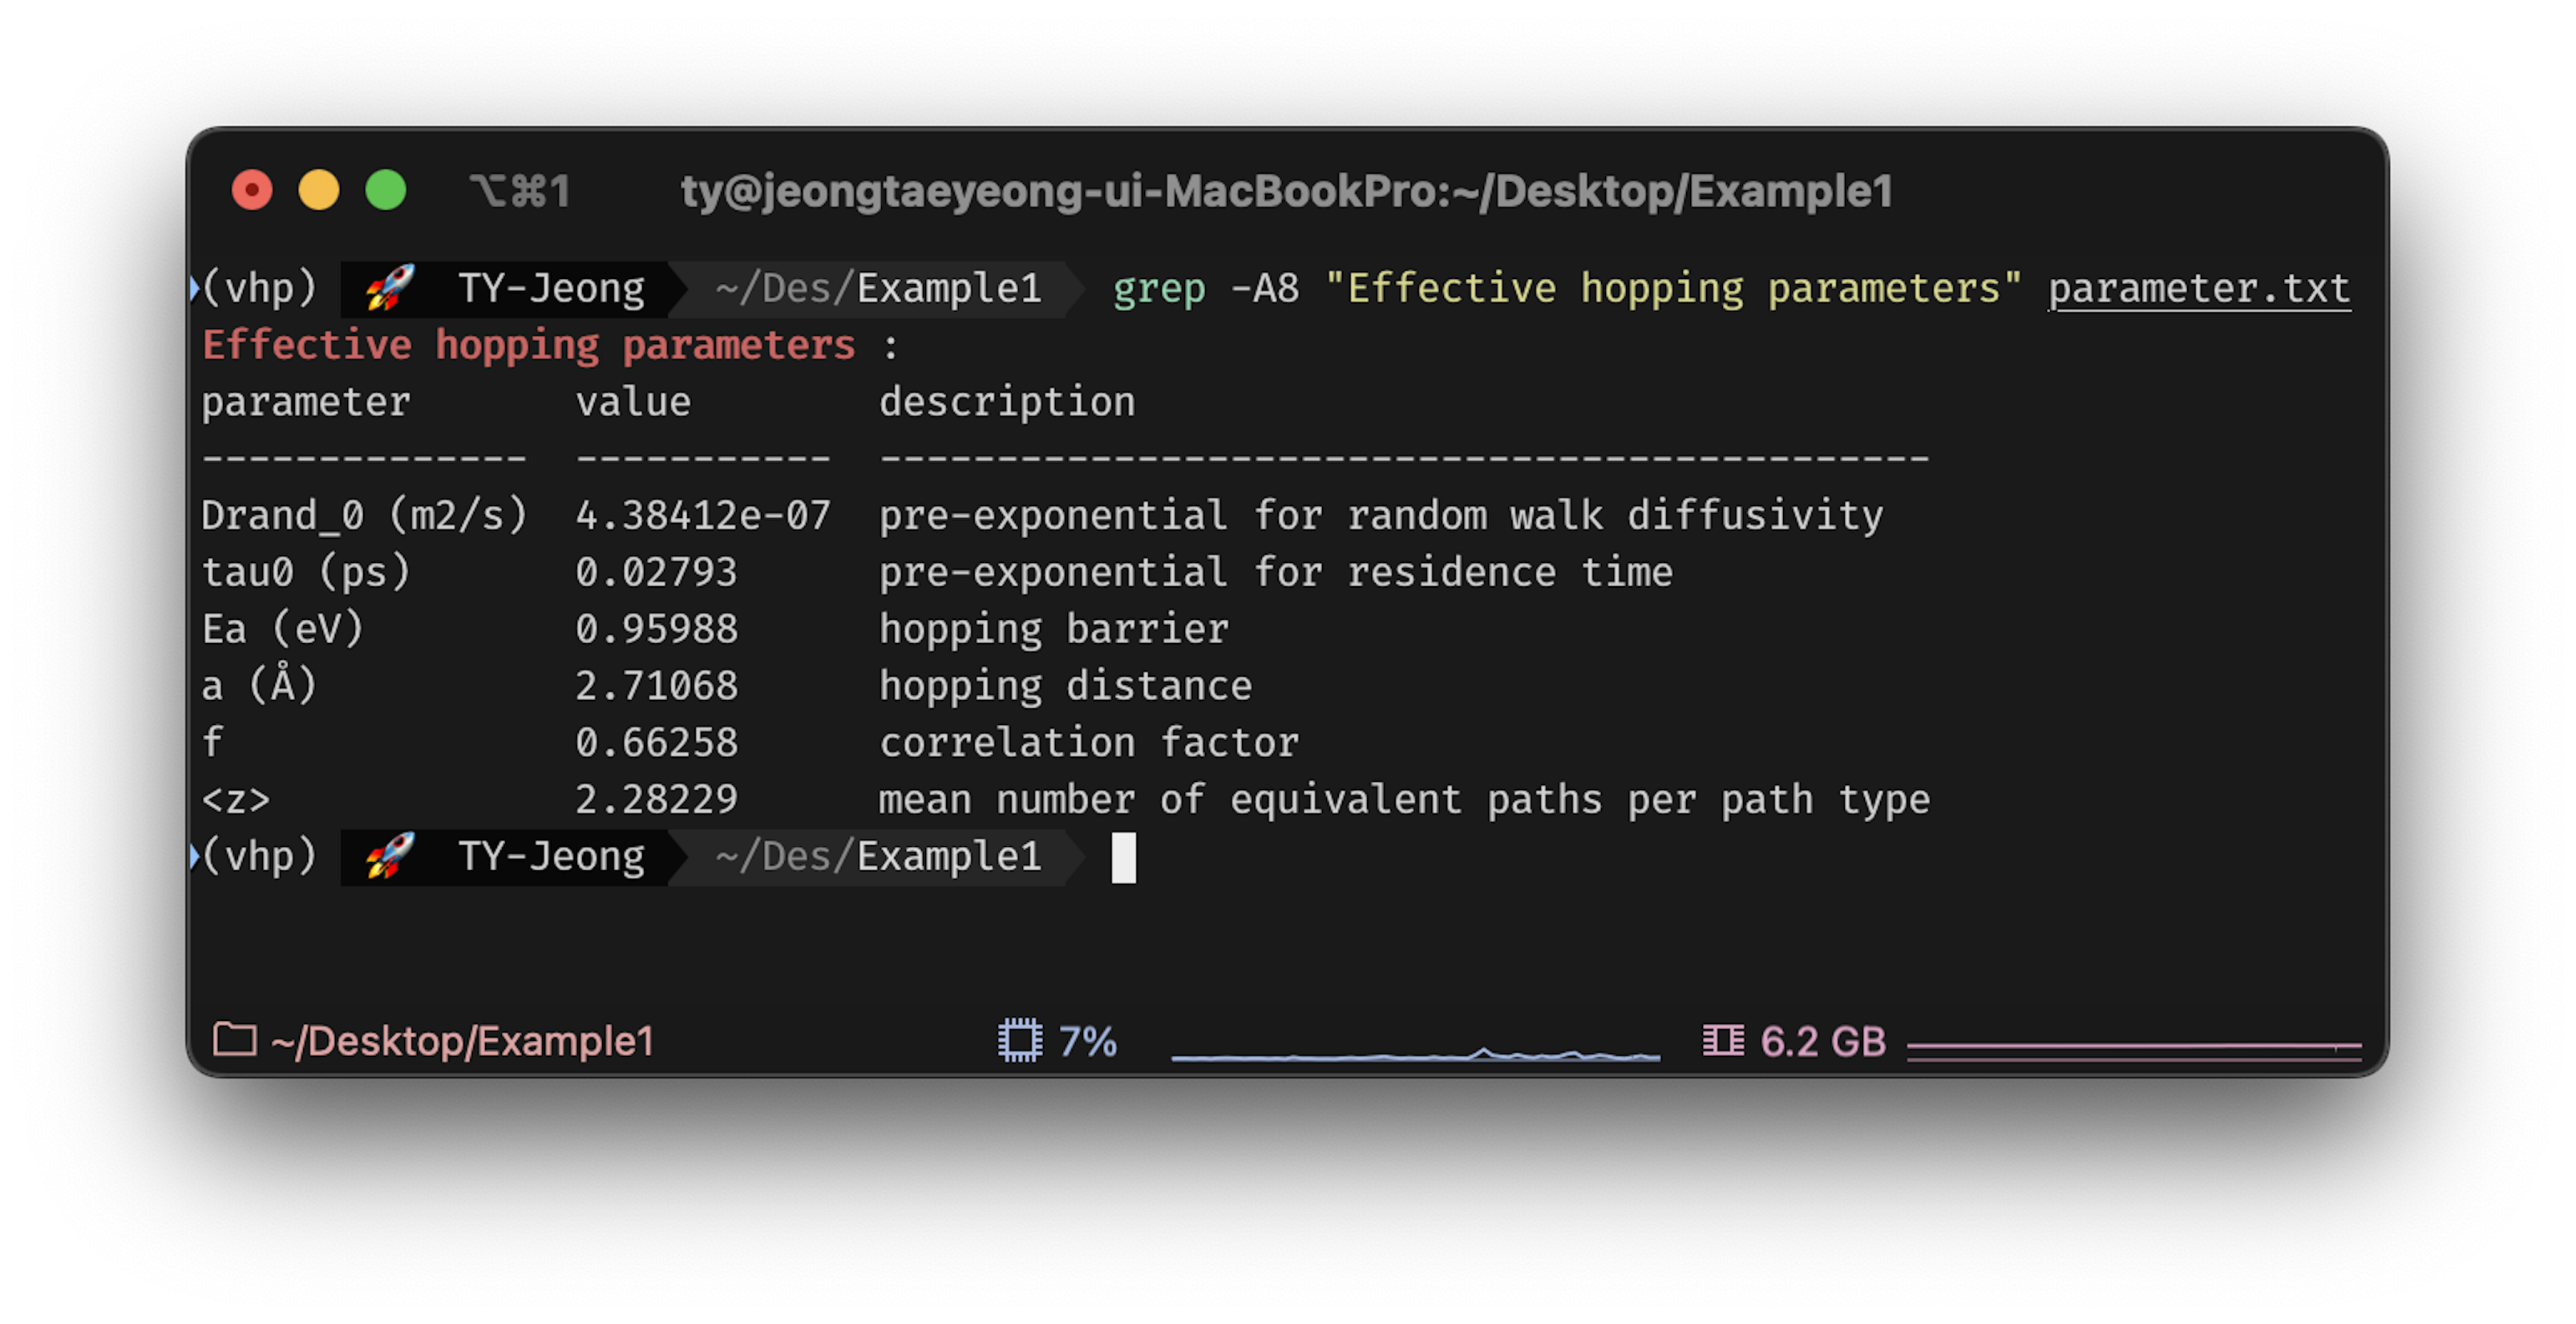 ⌥⌘1 ty@jeongtaeyeong-ui-MacBookPro:~/Desktop/Example1
(vhp) 🚀 TY-Jeong ~/Des/Example1 grep -A8 "Effective hopping parameters" parameter.txt
Effective hopping parameters :
parameter       value        description
--------------  -----------  ---------------------------------------------
Drand_0 (m2/s)  4.38412e-07  pre-exponential for random walk diffusivity
tau0 (ps)       0.02793      pre-exponential for residence time
Ea (eV)         0.95988      hopping barrier
a (Å)           2.71068      hopping distance
f               0.66258      correlation factor
<z>             2.28229      mean number of equivalent paths per path type
(vhp) 🚀 TY-Jeong ~/Des/Example1
~/Desktop/Example1 7% 6.2 GB